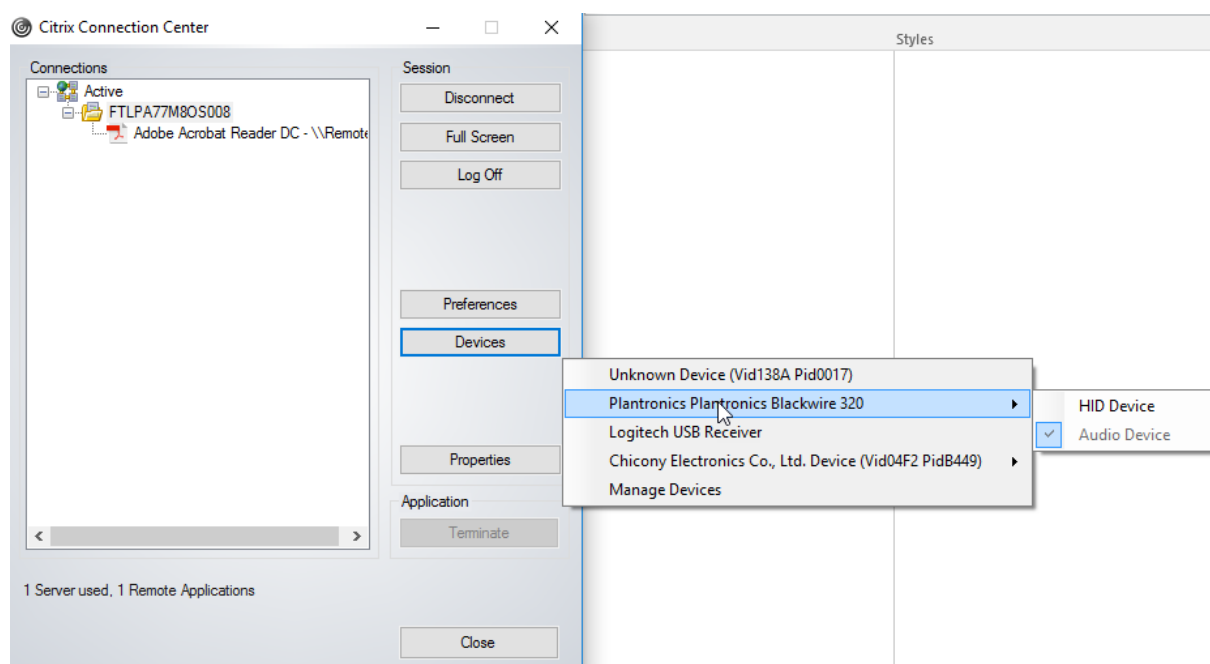 Citrix Connection Center
Styles
Connections
Active
FTLPA77M8OS008
Adobe Acrobat Reader DC - \\Remote
Session
Disconnect
Full Screen
Log Off
Preferences
Devices
Unknown Device (Vid138A Pid0017)
Plantronics Plantronics Blackwire 320
Logitech USB Receiver
Chicony Electronics Co., Ltd. Device (Vid04F2 PidB449)
Manage Devices
HID Device
Audio Device
Properties
Application
Terminate
1 Server used, 1 Remote Applications
Close